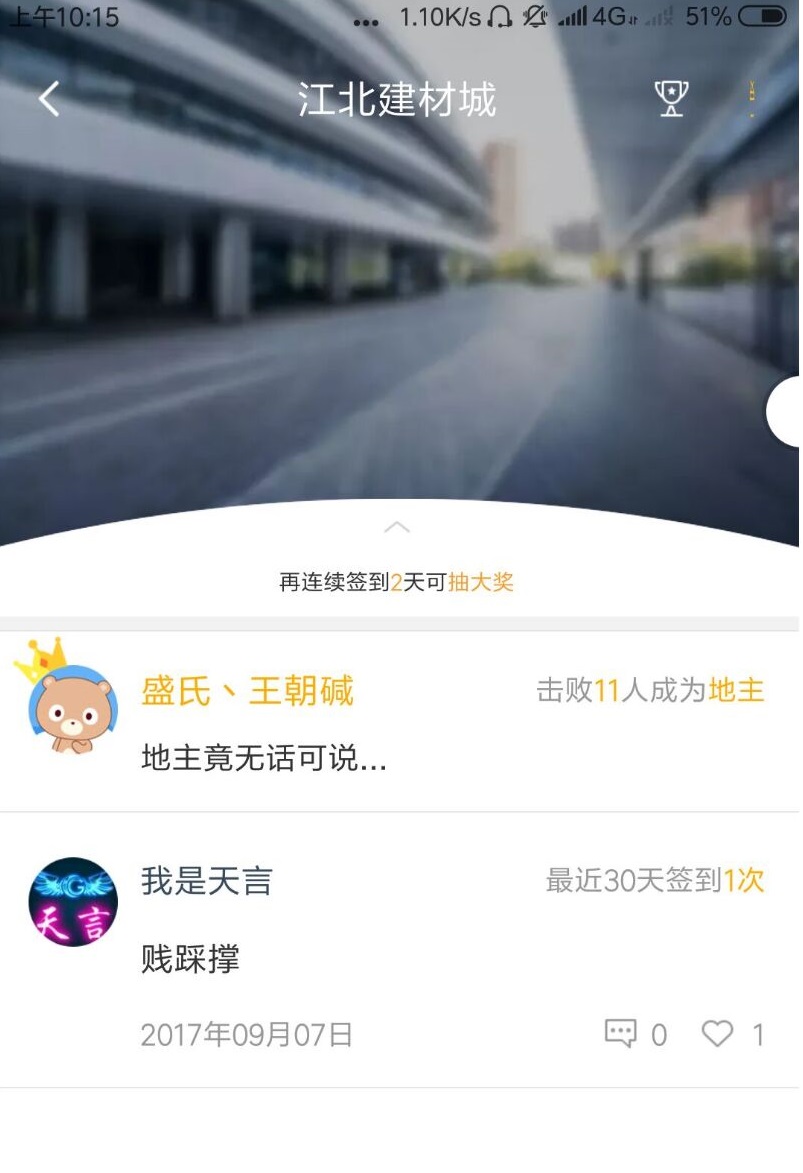 上午10:15
... 1.10K/s 4G 51%
江北建材城
再连续签到2天可抽大奖
盛氏丶王朝碱
击败11人成为地主
地主竟无话可说...
天言
我是天言
最近30天签到1次
贱踩撑
2017年09月07日
0
1